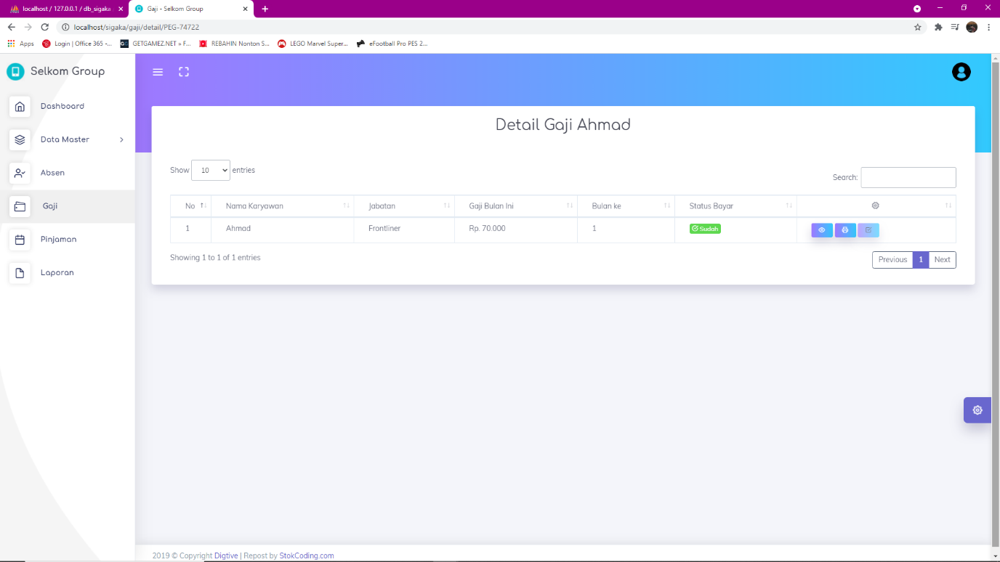 localhost / 127.0.0.1 / db_sigaka
Gaji - Selkom Group
localhost/sigaka/gaji/detail/PEG-74722
Apps
Login | Office 365 -...
GETGAMEZ.NET » F...
REBAHIN Nonton S...
LEGO Marvel Super...
eFootball Pro PES 2...
Selkom Group
Dashboard
Data Master
Absen
Gaji
Pinjaman
Laporan
Detail Gaji Ahmad
Show 10 entries
Search:
No Nama Karyawan Jabatan Gaji Bulan Ini Bulan ke Status Bayar
1 Ahmad Frontliner Rp. 70.000 1 Sudah
Showing 1 to 1 of 1 entries
Previous 1 Next
2019 © Copyright Digtive | Repost by StokCoding.com